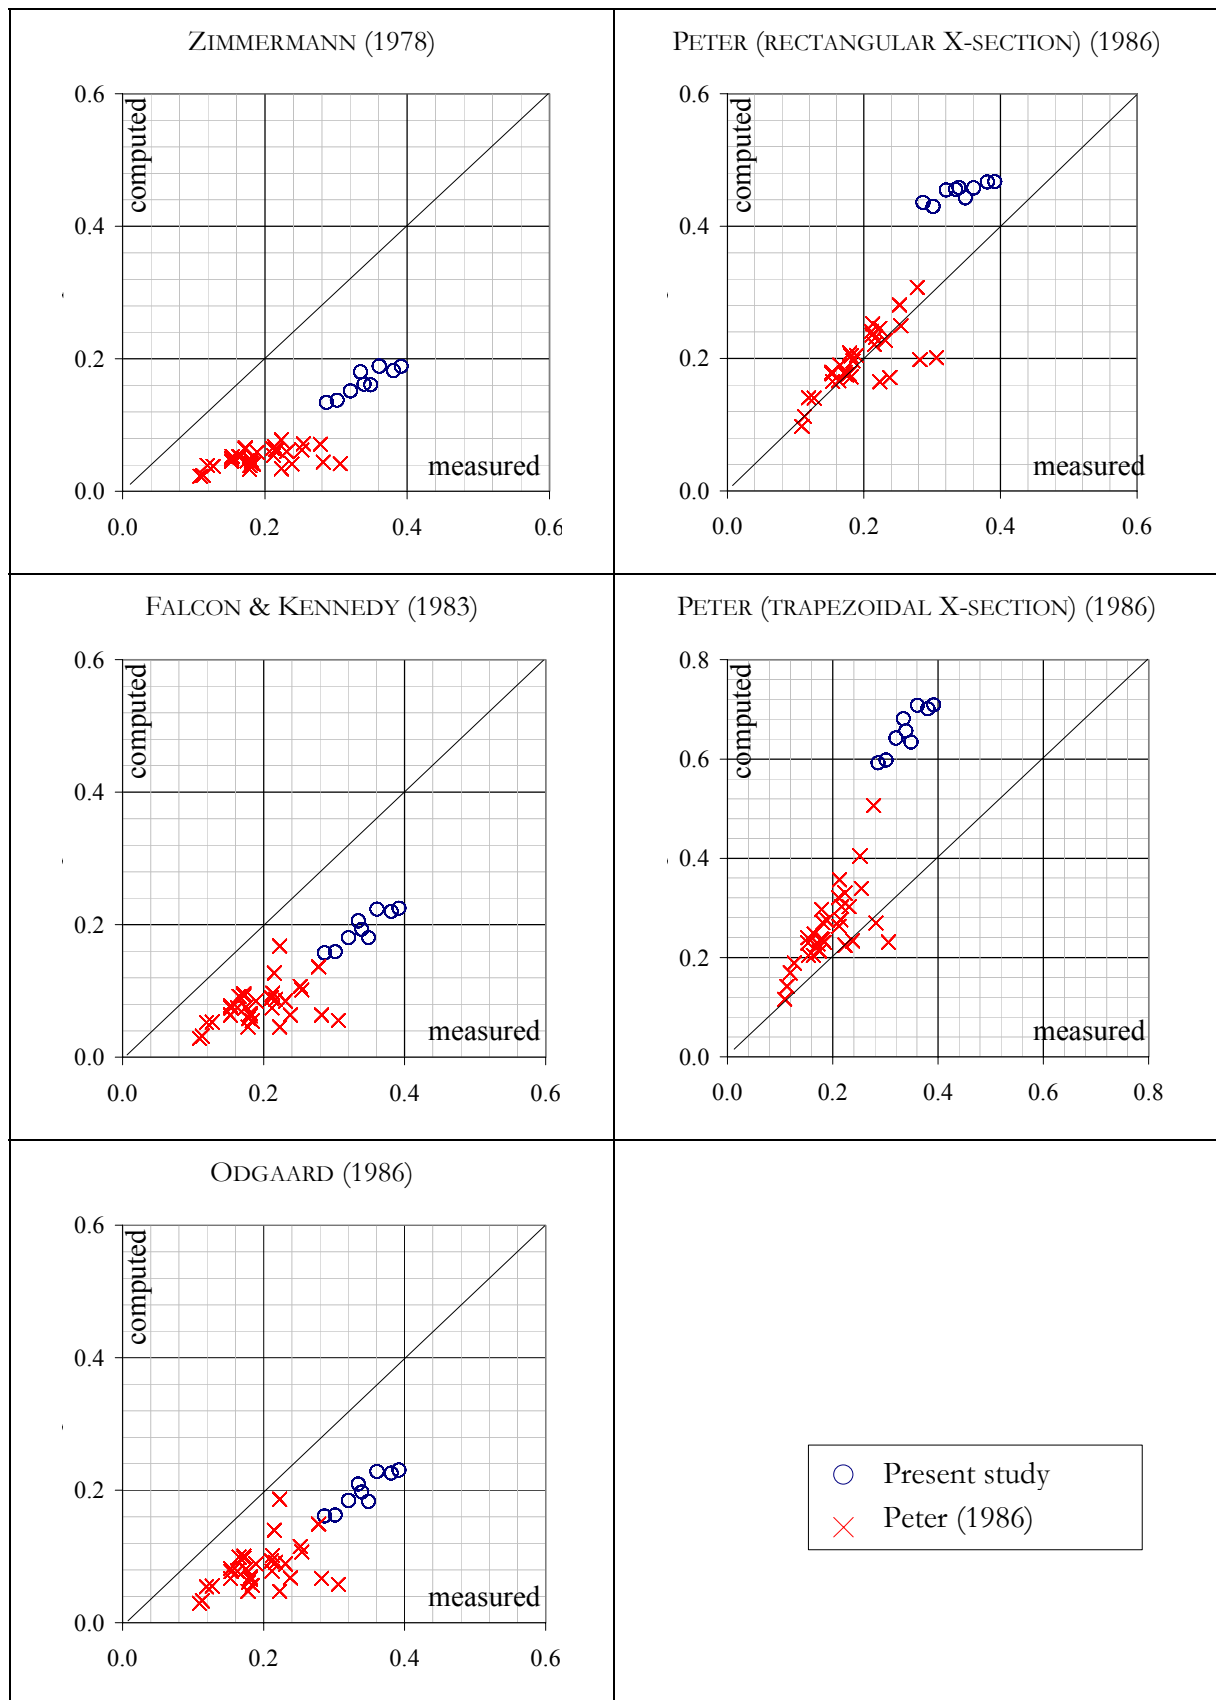 ZIMMERMANN (1978)
0.6
0.4
0.2
0.0
computed
measured
0.0 0.2 0.4 0.6
PETER (RECTANGULAR X-SECTION) (1986)
0.6
0.4
0.2
0.0
computed
measured
0.0 0.2 0.4 0.6
FALCON & KENNEDY (1983)
0.6
0.4
0.2
0.0
computed
measured
0.0 0.2 0.4 0.6
PETER (TRAPEZOIDAL X-SECTION) (1986)
0.8
0.6
0.4
0.2
0.0
computed
measured
0.0 0.2 0.4 0.6 0.8
ODGAARD (1986)
0.6
0.4
0.2
0.0
computed
measured
0.0 0.2 0.4 0.6
Present study
Peter (1986)